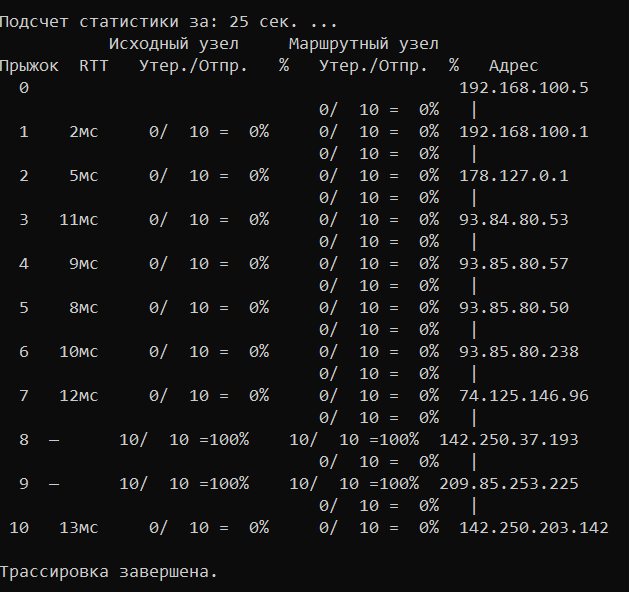 Подсчет статистики за: 25 сек. ...
           Исходный узел     Маршрутный узел
Прыжок  RTT   Утер./Отпр.   %   Утер./Отпр.  %   Адрес
  0                                           192.168.100.5
                                0/  10 =  0%   |
  1    2мс     0/  10 =  0%     0/  10 =  0%  192.168.100.1
                                0/  10 =  0%   |
  2    5мс     0/  10 =  0%     0/  10 =  0%  178.127.0.1
                                0/  10 =  0%   |
  3   11мс     0/  10 =  0%     0/  10 =  0%  93.84.80.53
                                0/  10 =  0%   |
  4    9мс     0/  10 =  0%     0/  10 =  0%  93.85.80.57
                                0/  10 =  0%   |
  5    8мс     0/  10 =  0%     0/  10 =  0%  93.85.80.50
                                0/  10 =  0%   |
  6   10мс     0/  10 =  0%     0/  10 =  0%  93.85.80.238
                                0/  10 =  0%   |
  7   12мс     0/  10 =  0%     0/  10 =  0%  74.125.146.96
                                0/  10 =  0%   |
  8  —      10/  10 =100%    10/  10 =100%  142.250.37.193
                                0/  10 =  0%   |
  9  —      10/  10 =100%    10/  10 =100%  209.85.253.225
                                0/  10 =  0%   |
 10   13мс     0/  10 =  0%     0/  10 =  0%  142.250.203.142
Трассировка завершена.